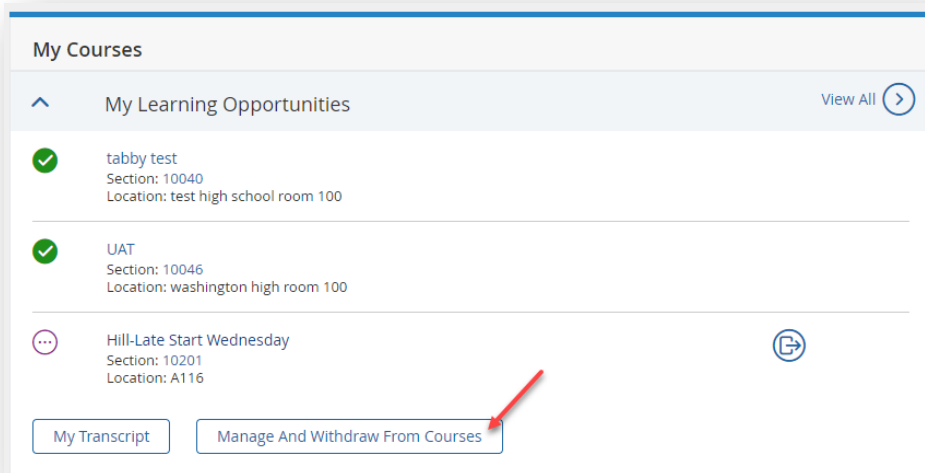 My Courses
My Learning Opportunities
View All
tabby test
Section: 10040
Location: test high school room 100
UAT
Section: 10046
Location: washington high room 100
Hill-Late Start Wednesday
Section: 10201
Location: A116
My Transcript
Manage And Withdraw From Courses